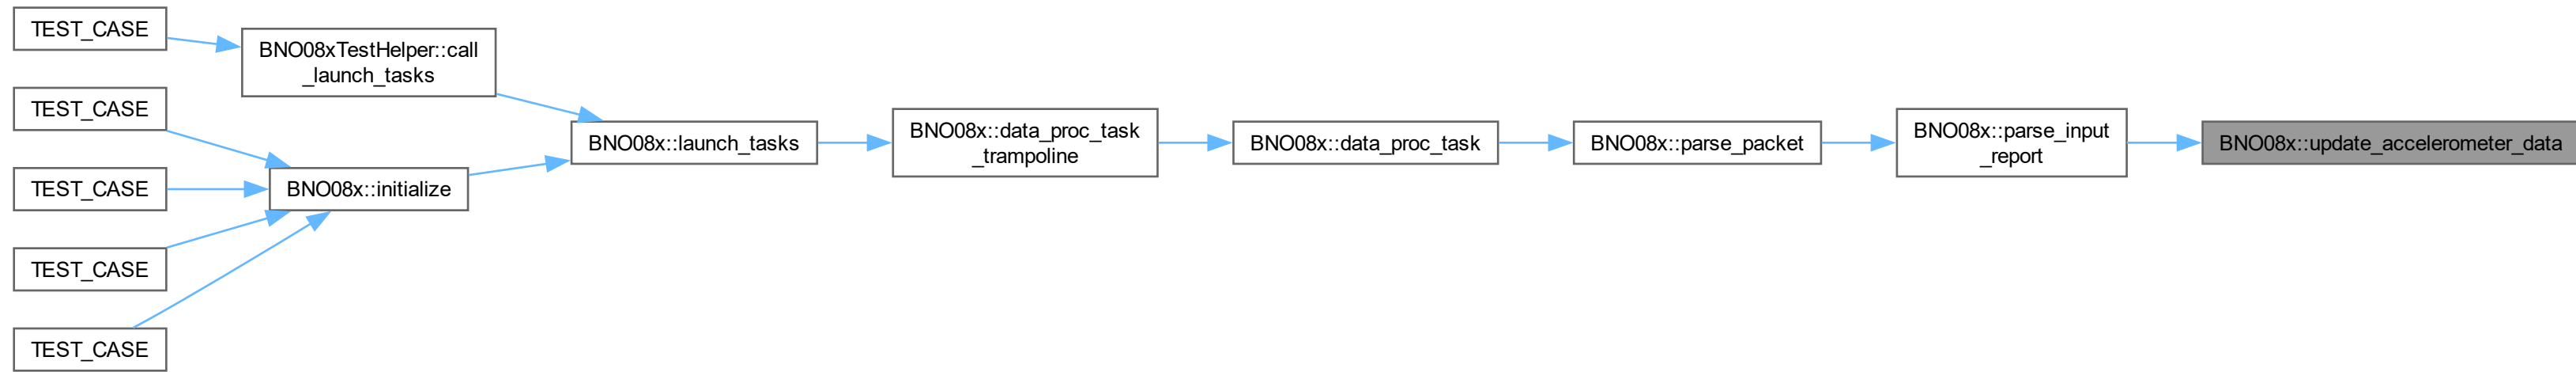 TEST_CASE
BNO08xTestHelper::call
_launch_tasks
TEST_CASE
TEST_CASE
BNO08x::initialize
TEST_CASE
TEST_CASE
BNO08x::launch_tasks
BNO08x::data_proc_task
_trampoline
BNO08x::data_proc_task
BNO08x::parse_packet
BNO08x::parse_input
_report
BNO08x::update_accelerometer_data